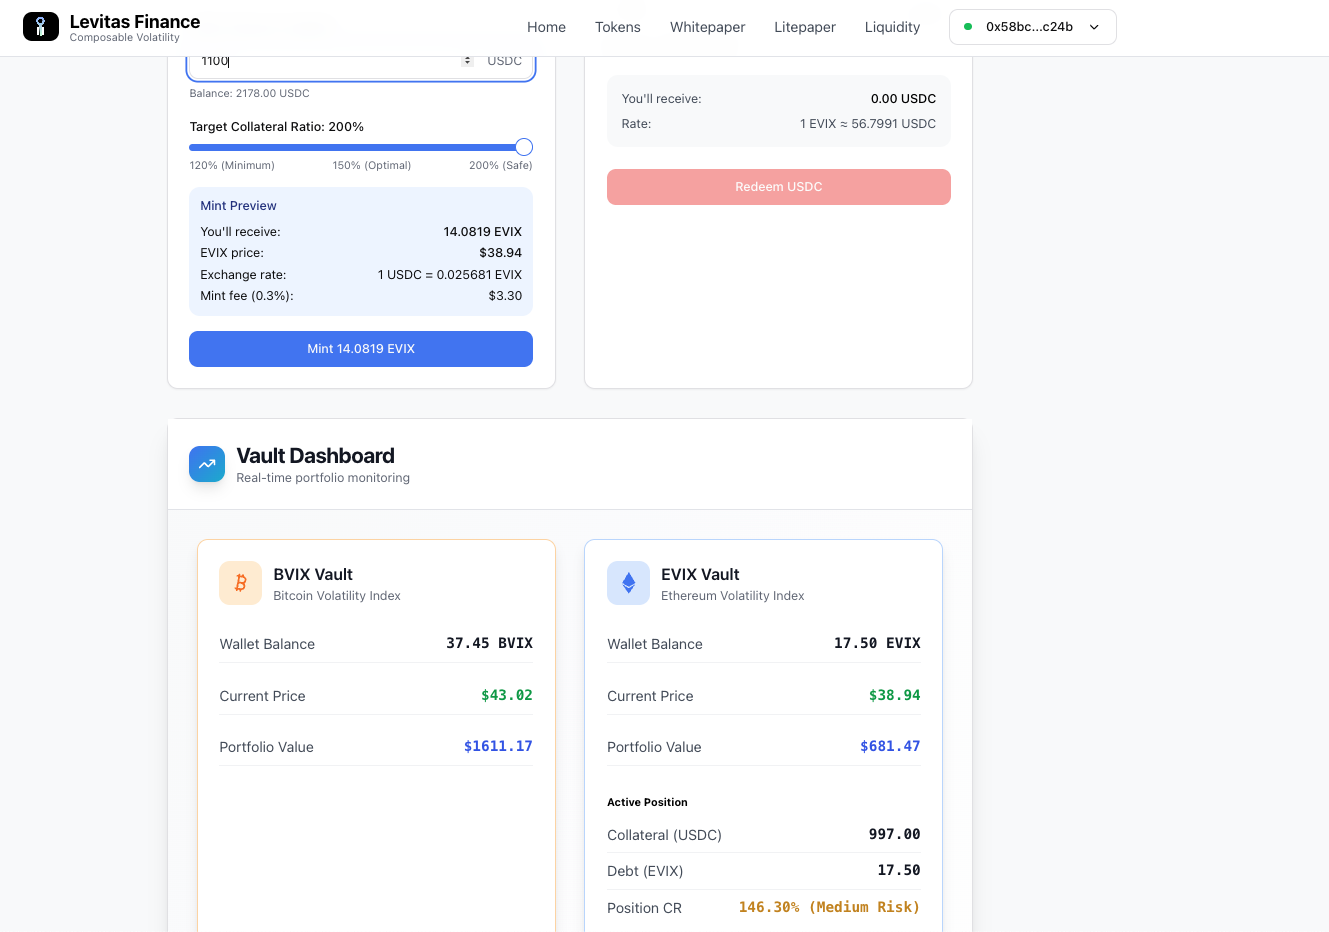 Levitas Finance
Composable Volatility
Home
Tokens
Whitepaper
Litepaper
Liquidity
0x58bc...c24b
1100
USDC
Balance: 2178.00 USDC
Target Collateral Ratio: 200%
120% (Minimum)
150% (Optimal)
200% (Safe)
Mint Preview
You'll receive: 14.0819 EVIX
EVIX price: $38.94
Exchange rate: 1 USDC = 0.025681 EVIX
Mint fee (0.3%): $3.30
Mint 14.0819 EVIX
You'll receive: 0.00 USDC
Rate: 1 EVIX ≈ 56.7991 USDC
Redeem USDC
Vault Dashboard
Real-time portfolio monitoring
BVIX Vault
Bitcoin Volatility Index
Wallet Balance 37.45 BVIX
Current Price $43.02
Portfolio Value $1611.17
EVIX Vault
Ethereum Volatility Index
Wallet Balance 17.50 EVIX
Current Price $38.94
Portfolio Value $681.47
Active Position
Collateral (USDC) 997.00
Debt (EVIX) 17.50
Position CR 146.30% (Medium Risk)